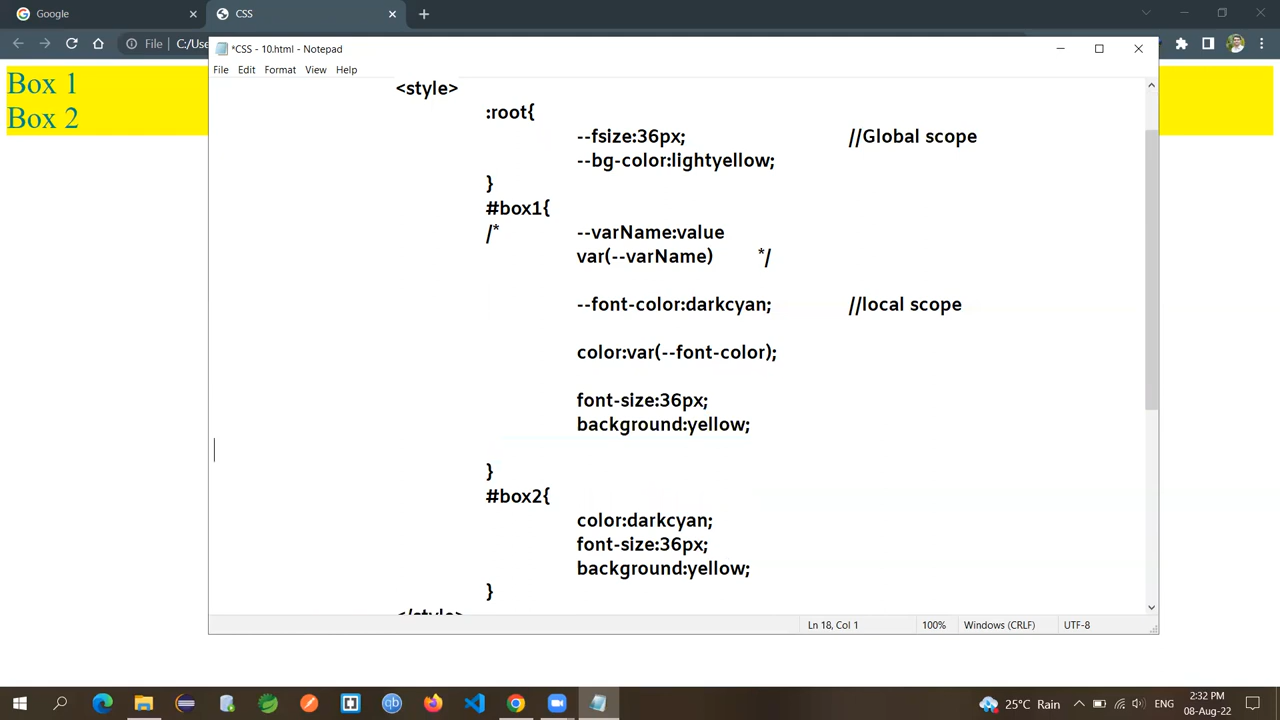 Google
CSS
File
C:/Use
*CSS - 10.html - Notepad
File Edit Format View Help
Box 1
Box 2
<style>
:root{
--fsize:36px; //Global scope
--bg-color:lightyellow;
}
#box1{
/* --varName:value
var(--varName) */
--font-color:darkcyan; //local scope
color:var(--font-color);
font-size:36px;
background:yellow;
}
#box2{
color:darkcyan;
font-size:36px;
background:yellow;
}
</style>
Ln 18, Col 1 100% Windows (CRLF) UTF-8
25°C Rain ENG 2:32 PM
08-Aug-22